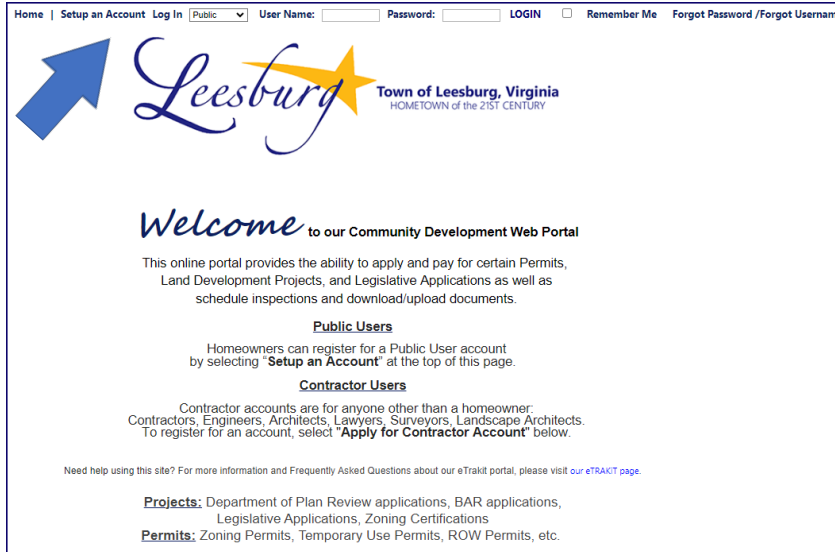 Home | Setup an Account Log In Public User Name: Password: LOGIN Remember Me Forgot Password /Forgot Usernam
Leesburg
Town of Leesburg, Virginia
HOMETOWN of the 21ST CENTURY
Welcome to our Community Development Web Portal
This online portal provides the ability to apply and pay for certain Permits,
Land Development Projects, and Legislative Applications as well as
schedule inspections and download/upload documents.
Public Users
Homeowners can register for a Public User account
by selecting "Setup an Account" at the top of this page.
Contractor Users
Contractor accounts are for anyone other than a homeowner:
Contractors, Engineers, Architects, Lawyers, Surveyors, Landscape Architects.
To register for an account, select "Apply for Contractor Account" below.
Need help using this site? For more information and Frequently Asked Questions about our eTrakit portal, please visit our eTRAKiT page.
Projects: Department of Plan Review applications, BAR applications,
Legislative Applications, Zoning Certifications
Permits: Zoning Permits, Temporary Use Permits, ROW Permits, etc.